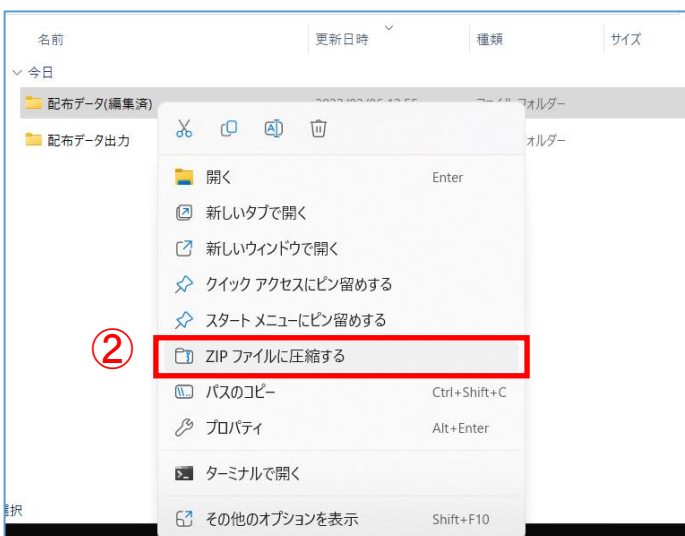 名前 更新日時 種類 サイズ
今日
配布データ(編集済)
配布データ出力
開く Enter
新しいタブで開く
新しいウィンドウで開く
クイック アクセスにピン留めする
スタート メニューにピン留めする
② ZIP ファイルに圧縮する
パスのコピー Ctrl+Shift+C
プロパティ Alt+Enter
ターミナルで開く
択
その他のオプションを表示 Shift+F10